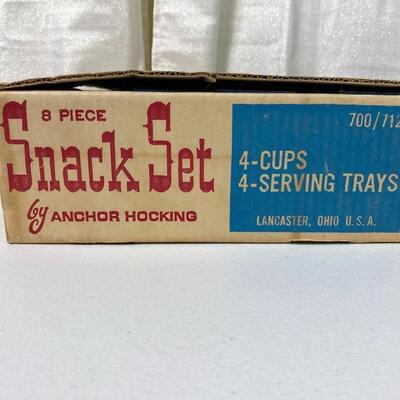 8 PIECE
Snack Set
by ANCHOR HOCKING
700/712
4-CUPS
4-SERVING TRAYS
LANCASTER, OHIO U.S.A.